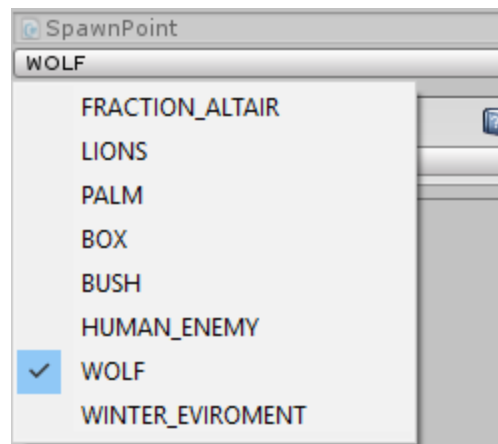 SpawnPoint
WOLF
FRACTION_ALTAIR
LIONS
PALM
BOX
BUSH
HUMAN_ENEMY
WOLF
WINTER_EVIROMENT